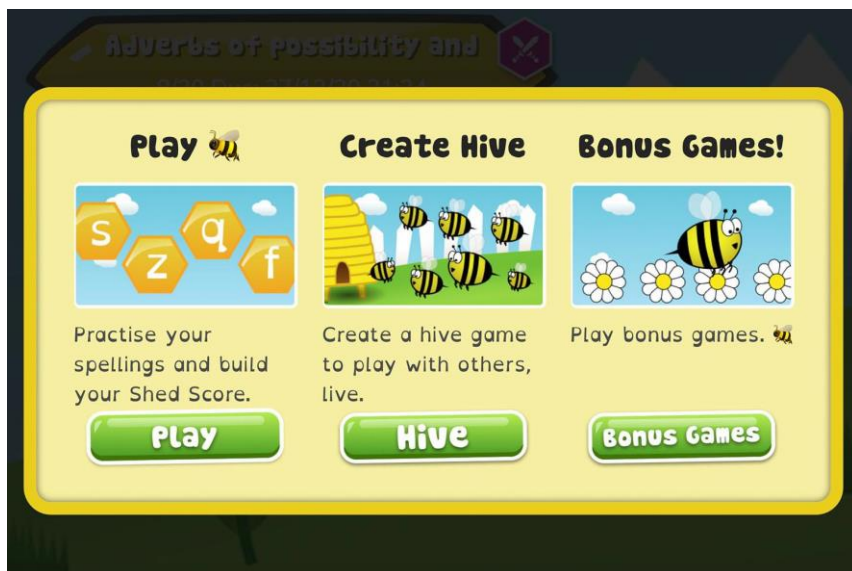 Adverbs of possibility and
Play 🐝
Create Hive
Bonus Games!
s
z
q
f
Practise your
spellings and build
your Shed Score.
Create a hive game
to play with others,
live.
Play bonus games. 🐝
Play
Hive
Bonus Games